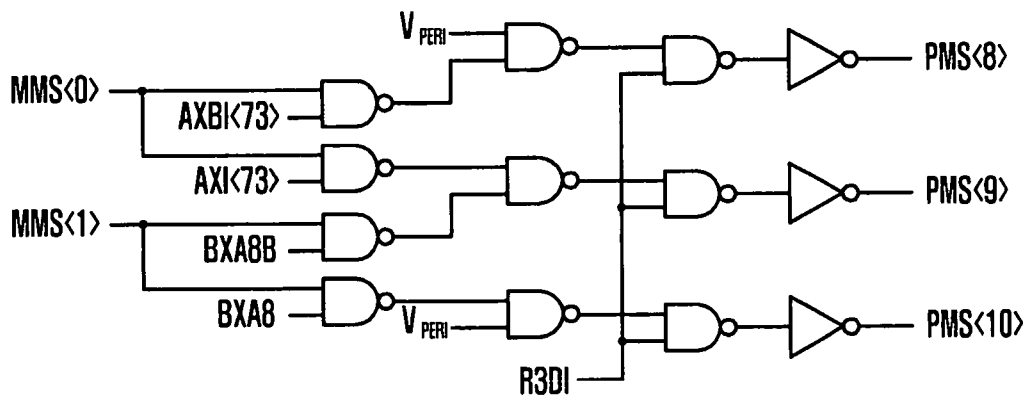 V PERI
PMS<8>
MMS<0>
AXBI<73>
AXI<73>
PMS<9>
MMS<1>
BXA8B
BXA8
V PERI
PMS<10>
R3DI